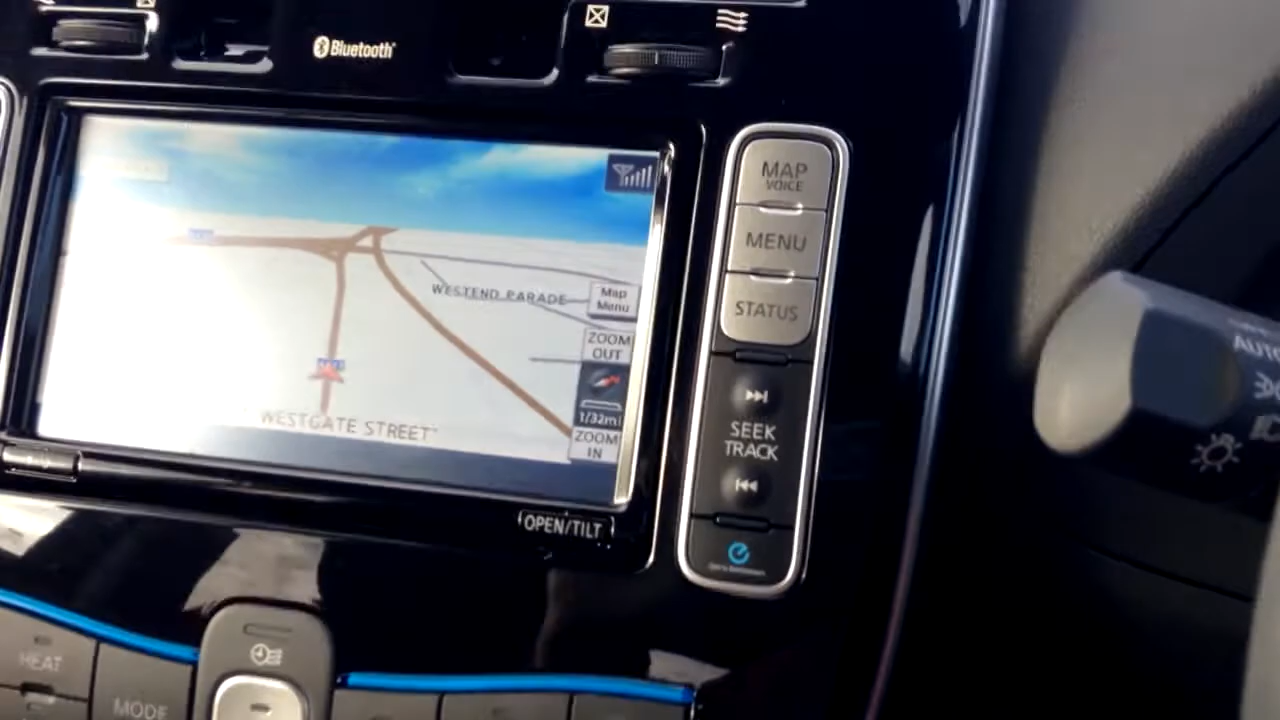 Bluetooth
MAP
VOICE
MENU
STATUS
SEEK
TRACK
WESTEND PARADE
Map
Menu
ZOOM
OUT
1/32mi
ZOOM
IN
WESTGATE STREET
OPEN/TILT
AUTO
HEAT
MODE